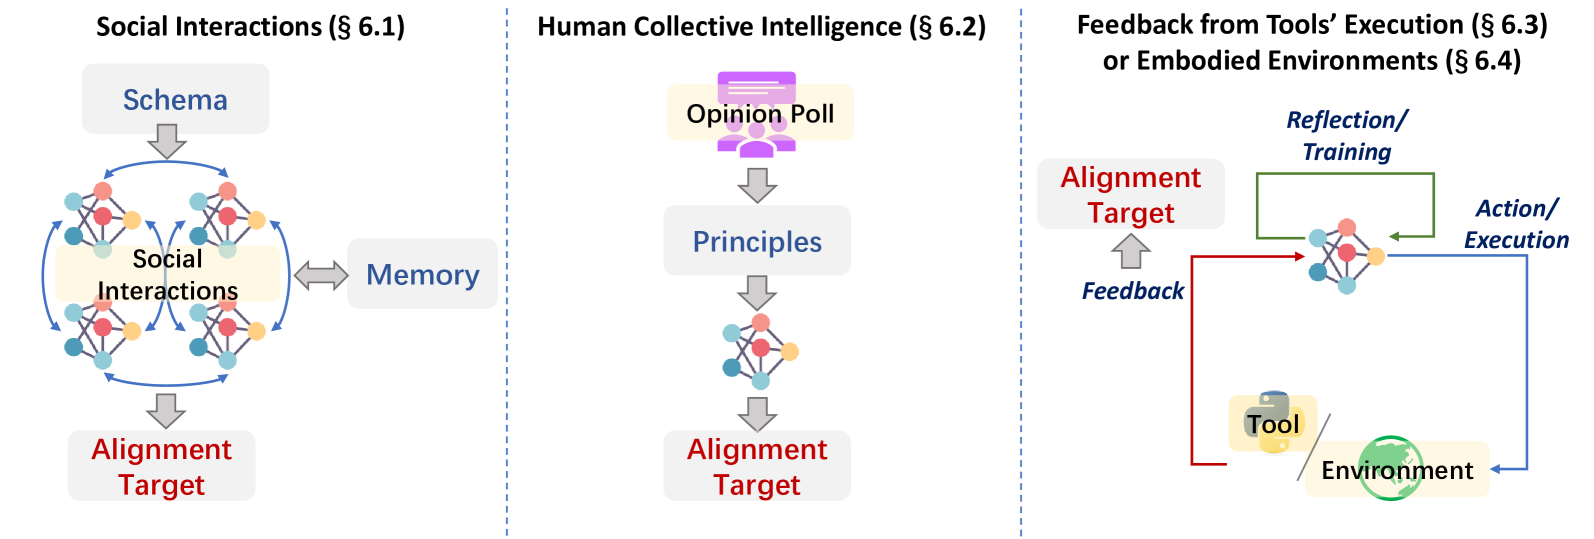 Social Interactions (§ 6.1)
Schema
Social
Interactions
Memory
Alignment
Target
Human Collective Intelligence (§ 6.2)
Opinion Poll
Principles
Alignment
Target
Feedback from Tools’ Execution (§ 6.3)
or Embodied Environments (§ 6.4)
Reflection/
Training
Alignment
Target
Action/
Execution
Feedback
Tool
Environment